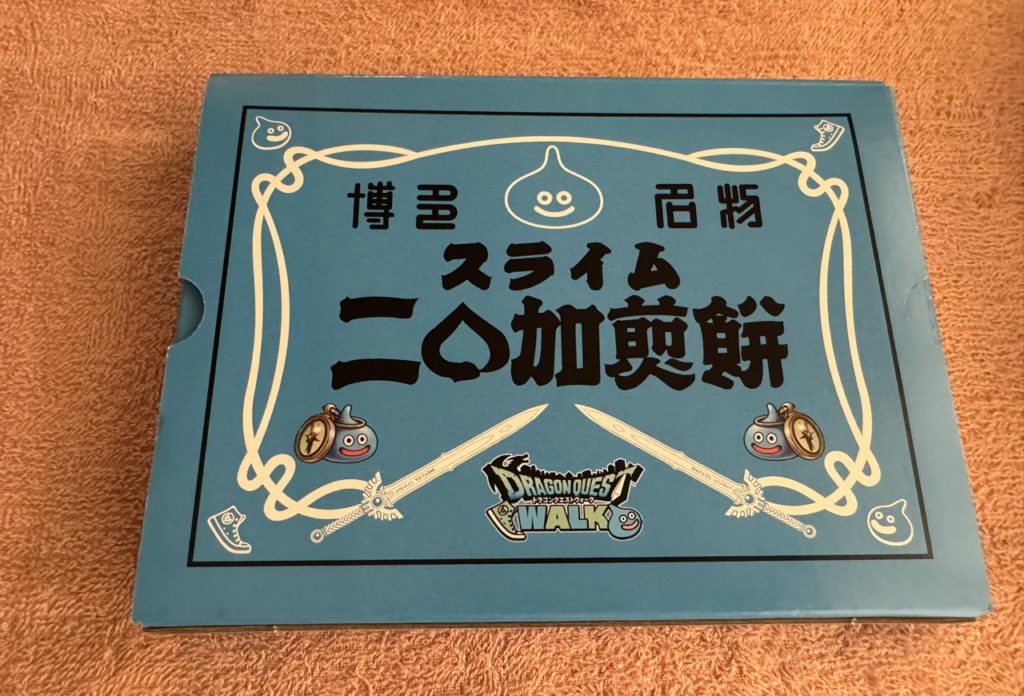 博多 名物
スライム
二〇加煎餅
DRAGON QUEST
ドラゴンクエストウォーク
WALK